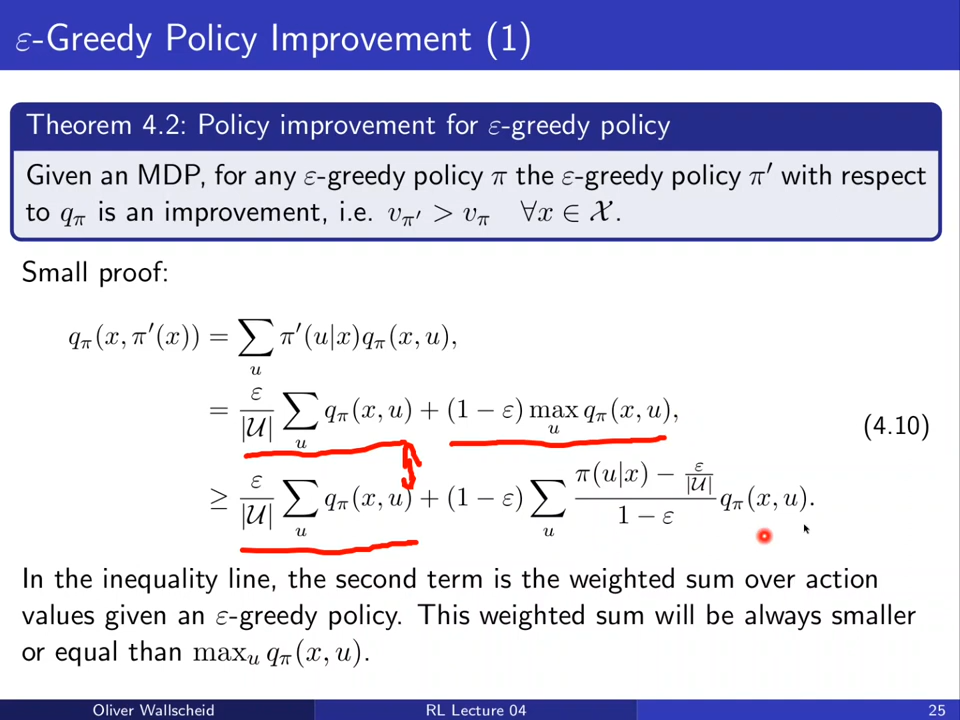 ε-Greedy Policy Improvement (1)
Theorem 4.2: Policy improvement for ε-greedy policy
Given an MDP, for any ε-greedy policy π the ε-greedy policy π′ with respect
to q_π is an improvement, i.e. v_π′ > v_π ∀x ∈ 𝒳.
Small proof:
q_π(x, π′(x)) = ∑_u π′(u|x)q_π(x, u),
= ε/|𝒰| ∑_u q_π(x, u) + (1 − ε) max_u q_π(x, u), (4.10)
≥ ε/|𝒰| ∑_u q_π(x, u) + (1 − ε) ∑_u (π(u|x) − ε/|𝒰|)/(1 − ε) q_π(x, u).
In the inequality line, the second term is the weighted sum over action
values given an ε-greedy policy. This weighted sum will be always smaller
or equal than max_u q_π(x, u).
Oliver Wallscheid RL Lecture 04 25